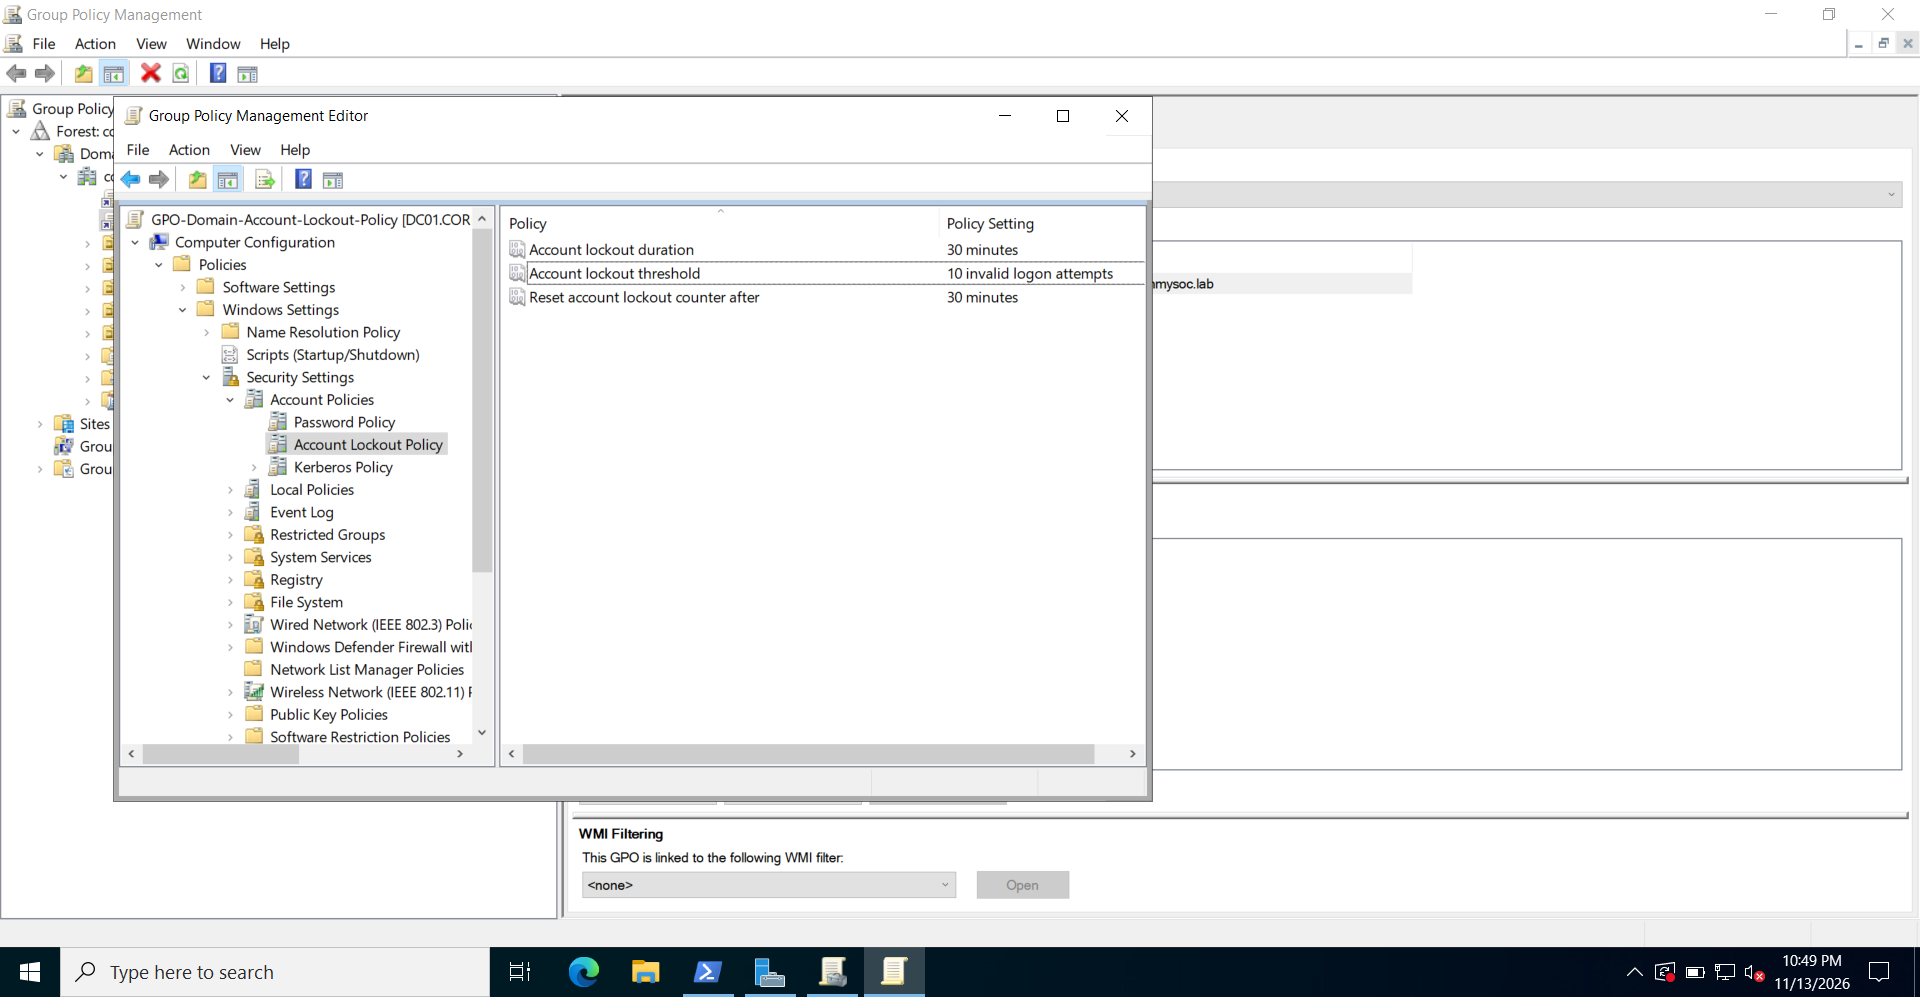 Group Policy Management
File Action View Window Help
Group Policy
Forest: cc
Sites
Group Policy Management Editor
File Action View Help
GPO-Domain-Account-Lockout-Policy [DC01.COR
Computer Configuration
Policies
Software Settings
Windows Settings
Name Resolution Policy
Scripts (Startup/Shutdown)
Security Settings
Account Policies
Password Policy
Account Lockout Policy
Kerberos Policy
Local Policies
Event Log
Restricted Groups
System Services
Registry
File System
Wired Network (IEEE 802.3) Polic
Windows Defender Firewall with
Network List Manager Policies
Wireless Network (IEEE 802.11) P
Public Key Policies
Software Restriction Policies
Policy Policy Setting
Account lockout duration 30 minutes
Account lockout threshold 10 invalid logon attempts
Reset account lockout counter after 30 minutes
mysoc.lab
WMI Filtering
This GPO is linked to the following WMI filter:
<none> Open
Type here to search
10:49 PM
11/13/2026